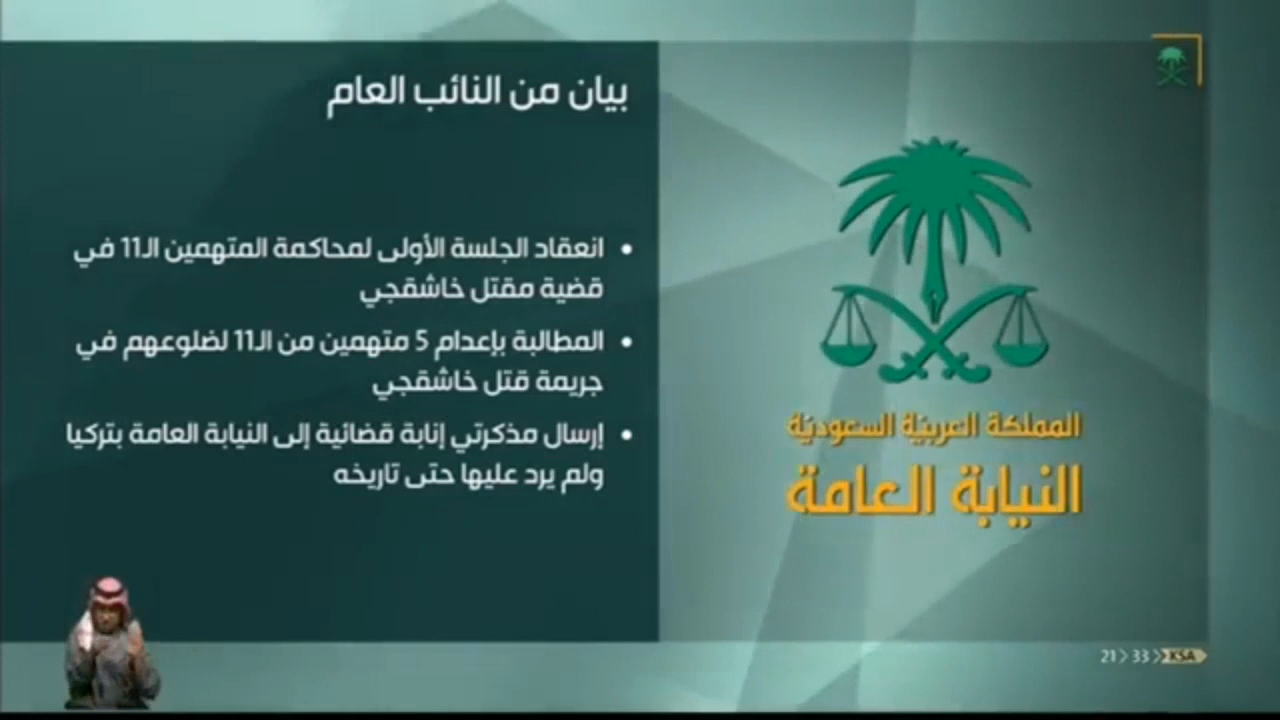 بيان من النائب العام
• انعقاد الجلسة الأولى لمحاكمة المتهمين الـ11 في
قضية مقتل خاشقجي
• المطالبة بإعدام 5 متهمين من الـ11 لضلوعهم في
جريمة قتل خاشقجي
• إرسال مذكرتي إنابة قضائية إلى النيابة العامة بتركيا
ولم يرد عليها حتى تاريخه
المملكة العربية السعودية
النيابة العامة
21 > 33 > KSA